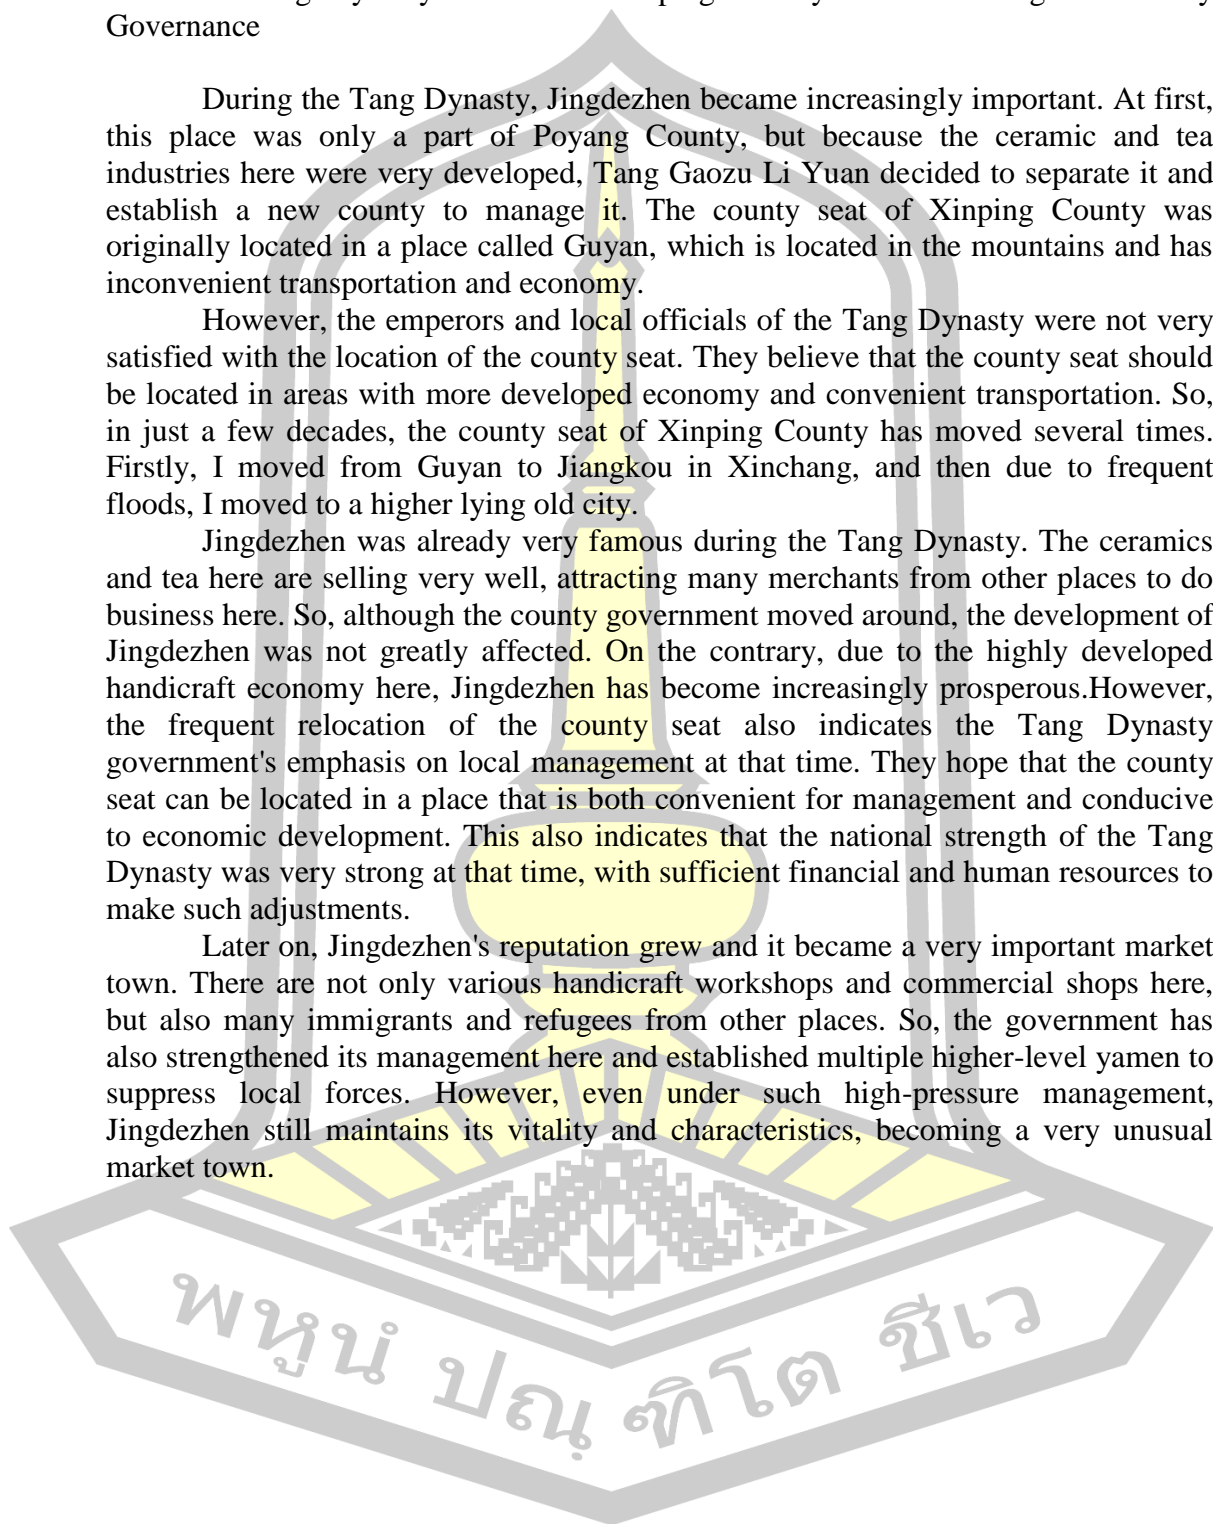 Governance
During the Tang Dynasty, Jingdezhen became increasingly important. At first,
this place was only a part of Poyang County, but because the ceramic and tea
industries here were very developed, Tang Gaozu Li Yuan decided to separate it and
establish a new county to manage it. The county seat of Xinping County was
originally located in a place called Guyan, which is located in the mountains and has
inconvenient transportation and economy.
However, the emperors and local officials of the Tang Dynasty were not very
satisfied with the location of the county seat. They believe that the county seat should
be located in areas with more developed economy and convenient transportation. So,
in just a few decades, the county seat of Xinping County has moved several times.
Firstly, I moved from Guyan to Jiangkou in Xinchang, and then due to frequent
floods, I moved to a higher lying old city.
Jingdezhen was already very famous during the Tang Dynasty. The ceramics
and tea here are selling very well, attracting many merchants from other places to do
business here. So, although the county government moved around, the development of
Jingdezhen was not greatly affected. On the contrary, due to the highly developed
handicraft economy here, Jingdezhen has become increasingly prosperous.However,
the frequent relocation of the county seat also indicates the Tang Dynasty
government's emphasis on local management at that time. They hope that the county
seat can be located in a place that is both convenient for management and conducive
to economic development. This also indicates that the national strength of the Tang
Dynasty was very strong at that time, with sufficient financial and human resources to
make such adjustments.
Later on, Jingdezhen's reputation grew and it became a very important market
town. There are not only various handicraft workshops and commercial shops here,
but also many immigrants and refugees from other places. So, the government has
also strengthened its management here and established multiple higher-level yamen to
suppress local forces. However, even under such high-pressure management,
Jingdezhen still maintains its vitality and characteristics, becoming a very unusual
market town.
พหูนํ ปณฺ ฑิโต ชีเว